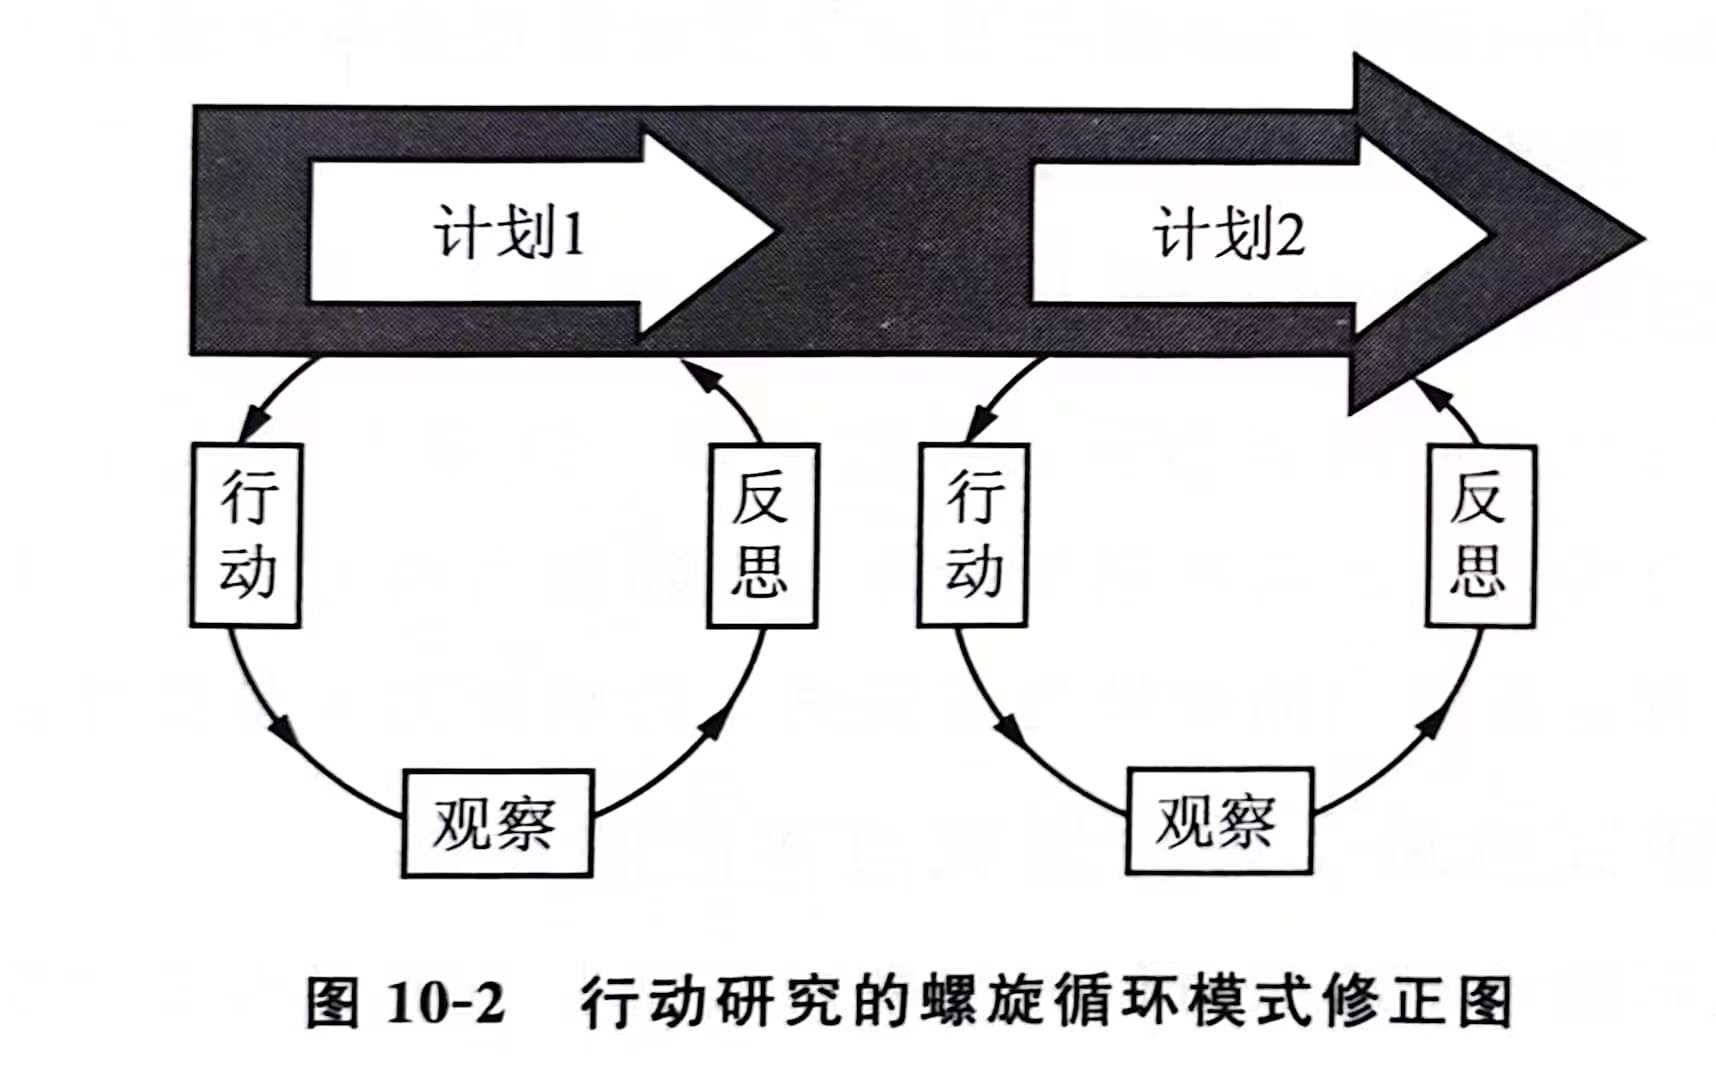 计划1
计划2
行动
反思
行动
反思
观察
观察
图 10-2 行动研究的螺旋循环模式修正图